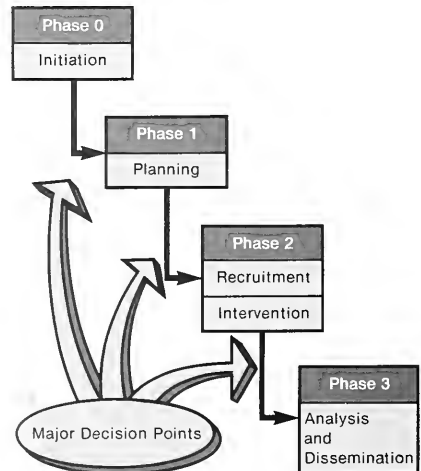 Phase 0
Initiation
Phase 1
Planning
Phase 2
Recruitment
Intervention
Phase 3
Analysis
and
Dissemination
Major Decision Points